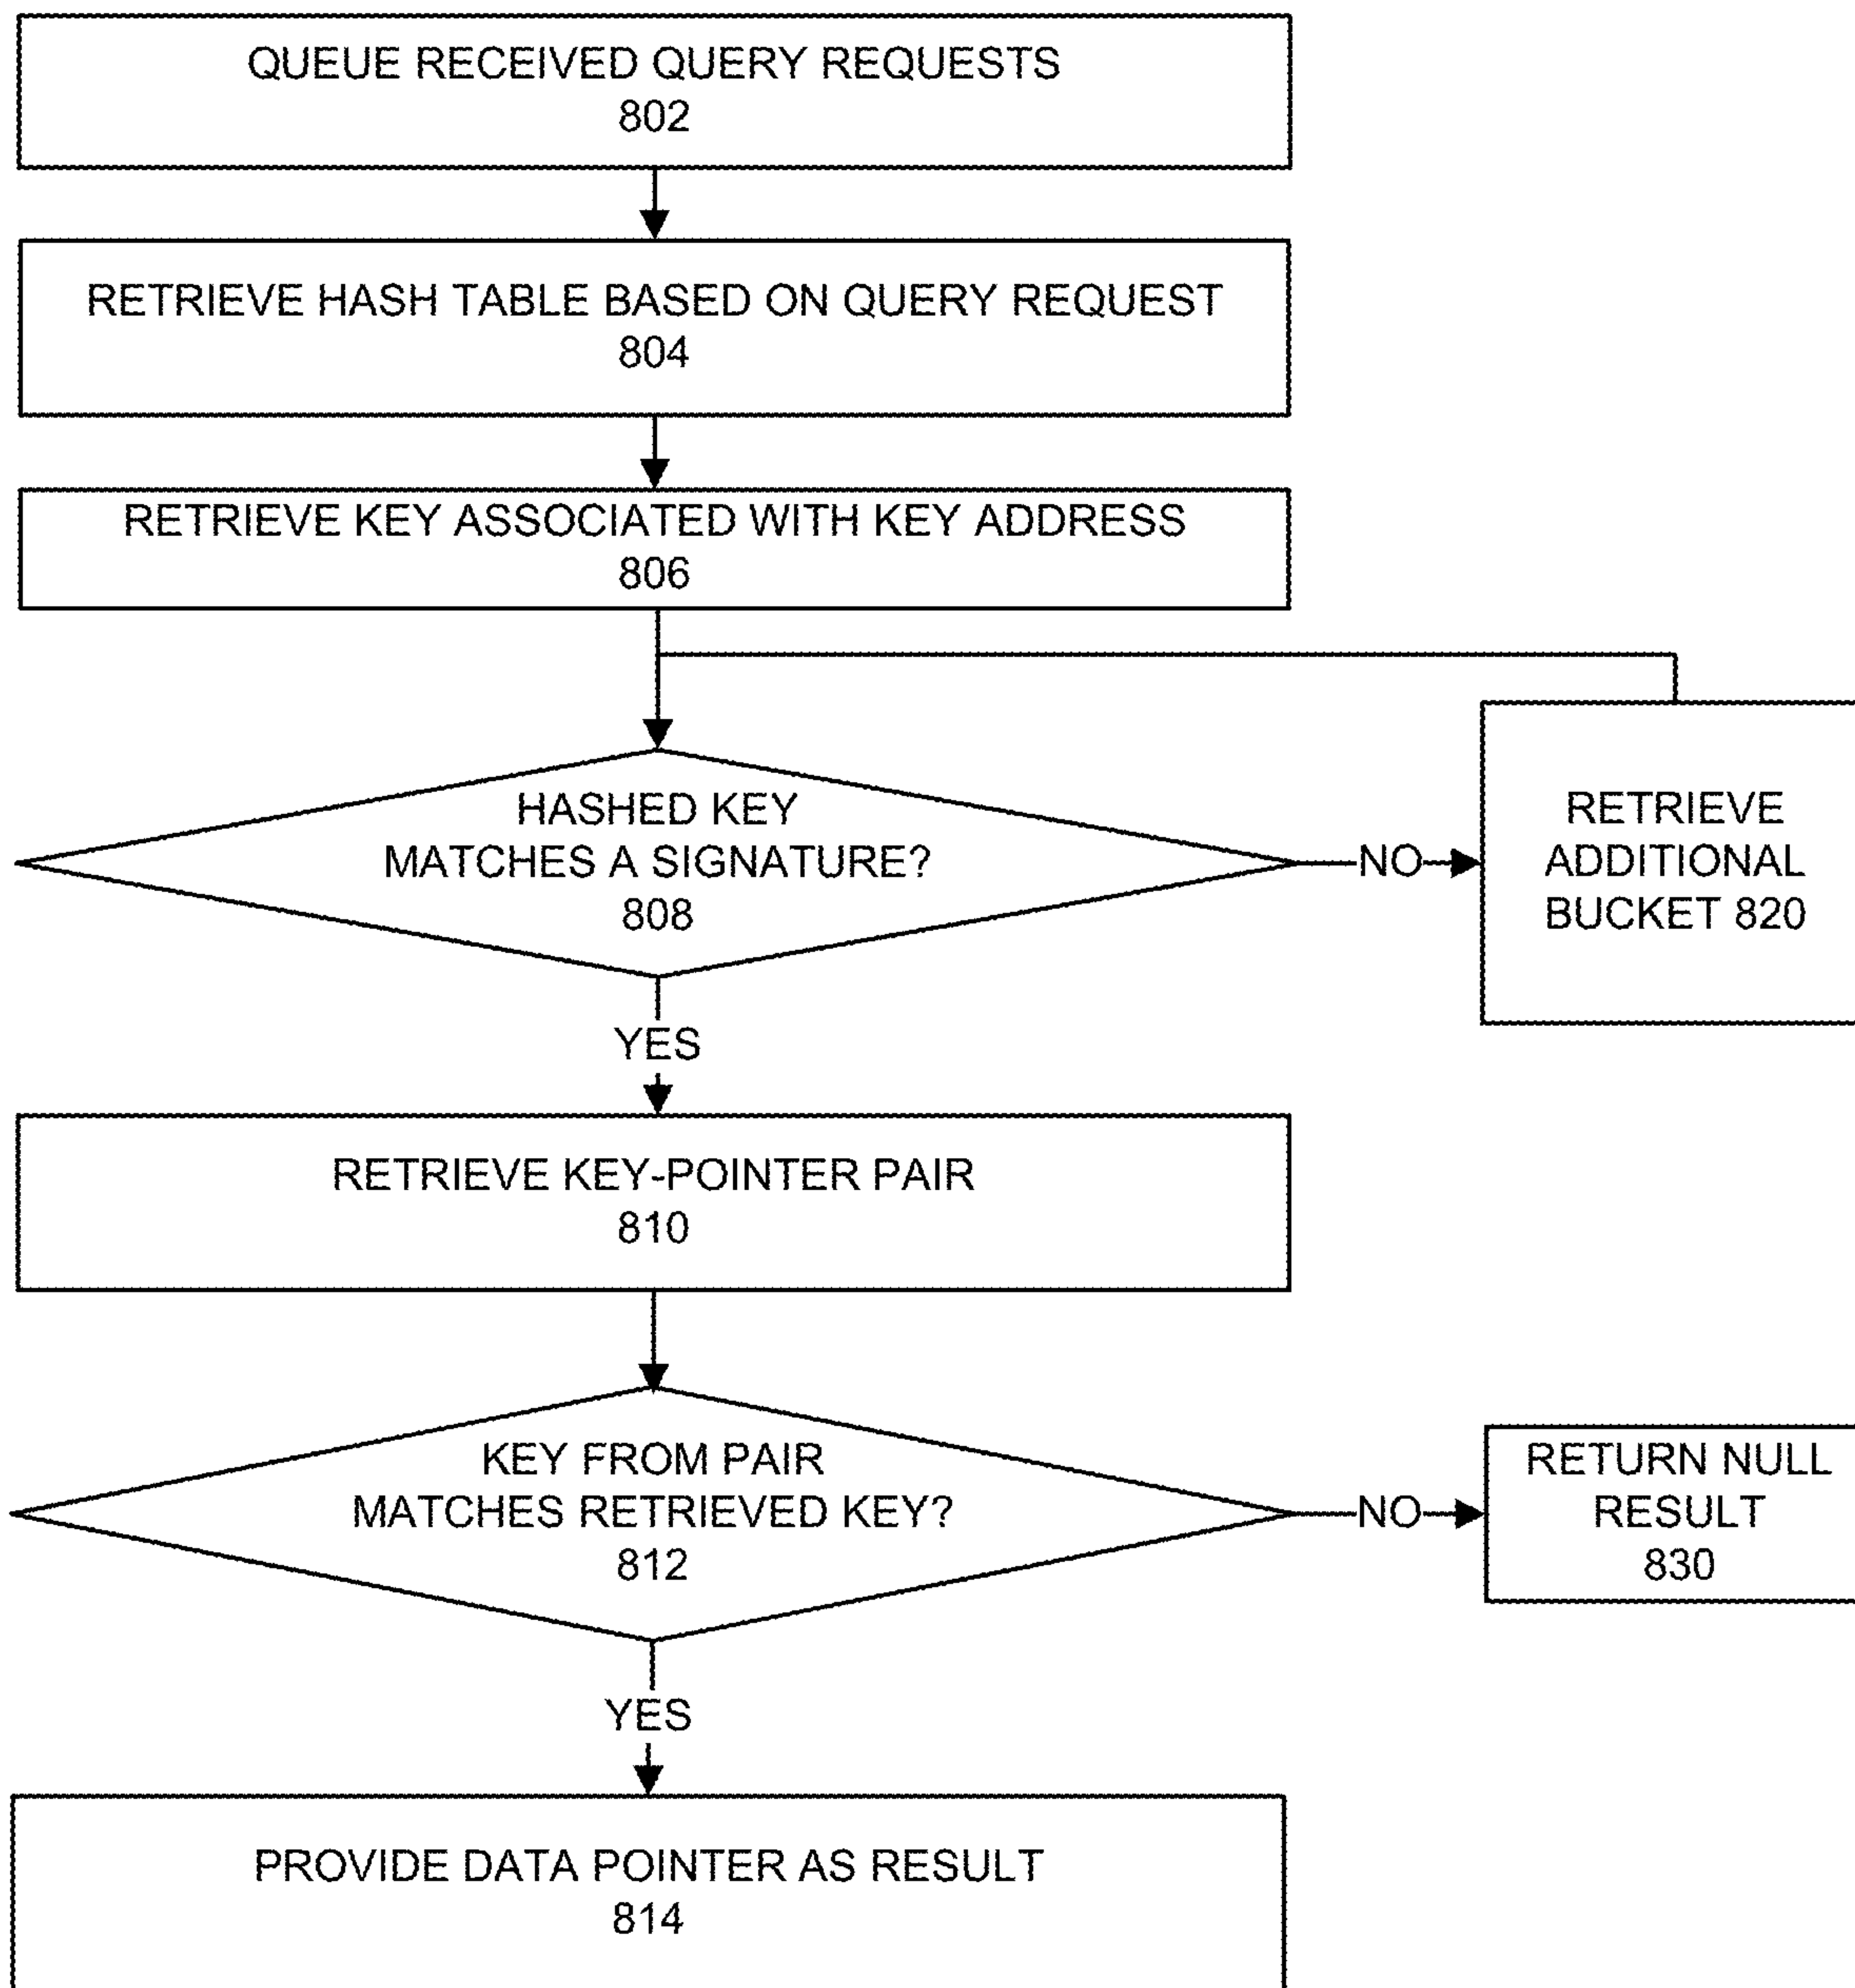 QUEUE RECEIVED QUERY REQUESTS
802
RETRIEVE HASH TABLE BASED ON QUERY REQUEST
804
RETRIEVE KEY ASSOCIATED WITH KEY ADDRESS
806
HASHED KEY
MATCHES A SIGNATURE?
808
NO
RETRIEVE
ADDITIONAL
BUCKET 820
YES
RETRIEVE KEY-POINTER PAIR
810
KEY FROM PAIR
MATCHES RETRIEVED KEY?
812
NO
RETURN NULL
RESULT
830
YES
PROVIDE DATA POINTER AS RESULT
814